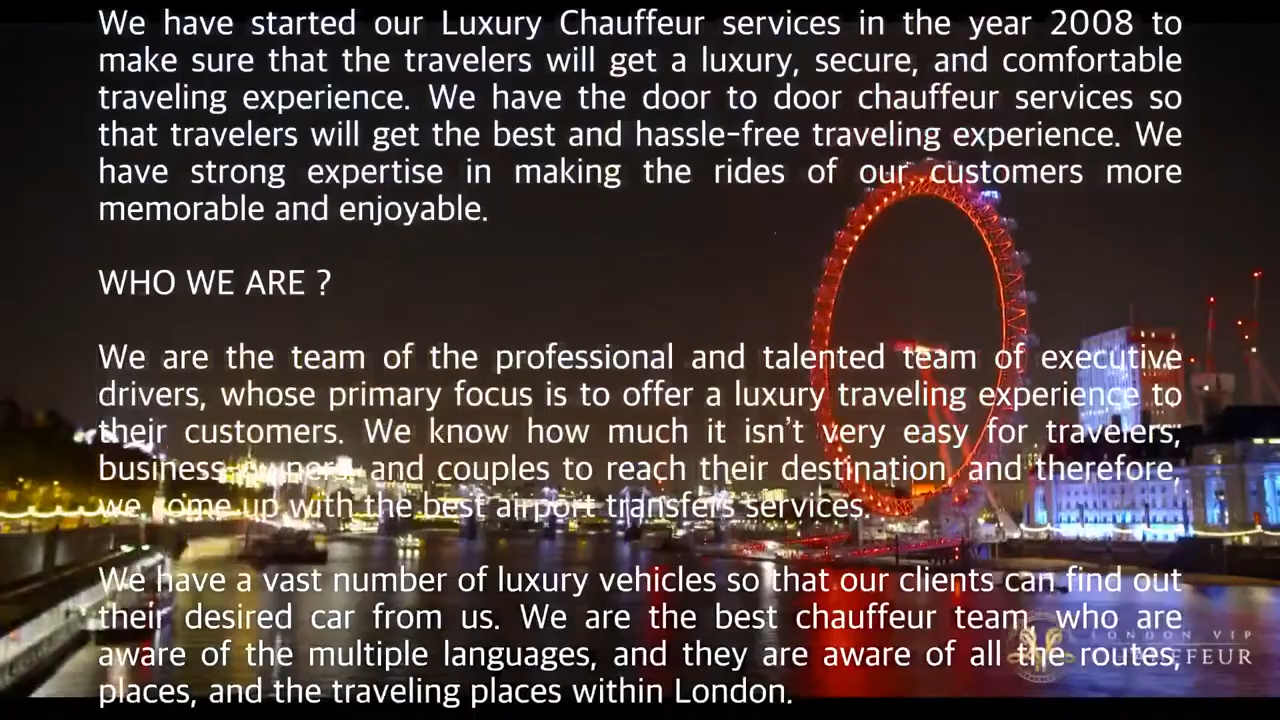 We have started our Luxury Chauffeur services in the year 2008 to
make sure that the travelers will get a luxury, secure, and comfortable
traveling experience. We have the door to door chauffeur services so
that travelers will get the best and hassle-free traveling experience. We
have strong expertise in making the rides of our customers more
memorable and enjoyable.
WHO WE ARE ?
We are the team of the professional and talented team of executive
drivers, whose primary focus is to offer a luxury traveling experience to
their customers. We know how much it isn't very easy for travelers,
business owners, and couples to reach their destination, and therefore,
we come up with the best airport transfers services.
We have a vast number of luxury vehicles so that our clients can find out
their desired car from us. We are the best chauffeur team, who are
aware of the multiple languages, and they are aware of all the routes,
places, and the traveling places within London.
LONDON VIP